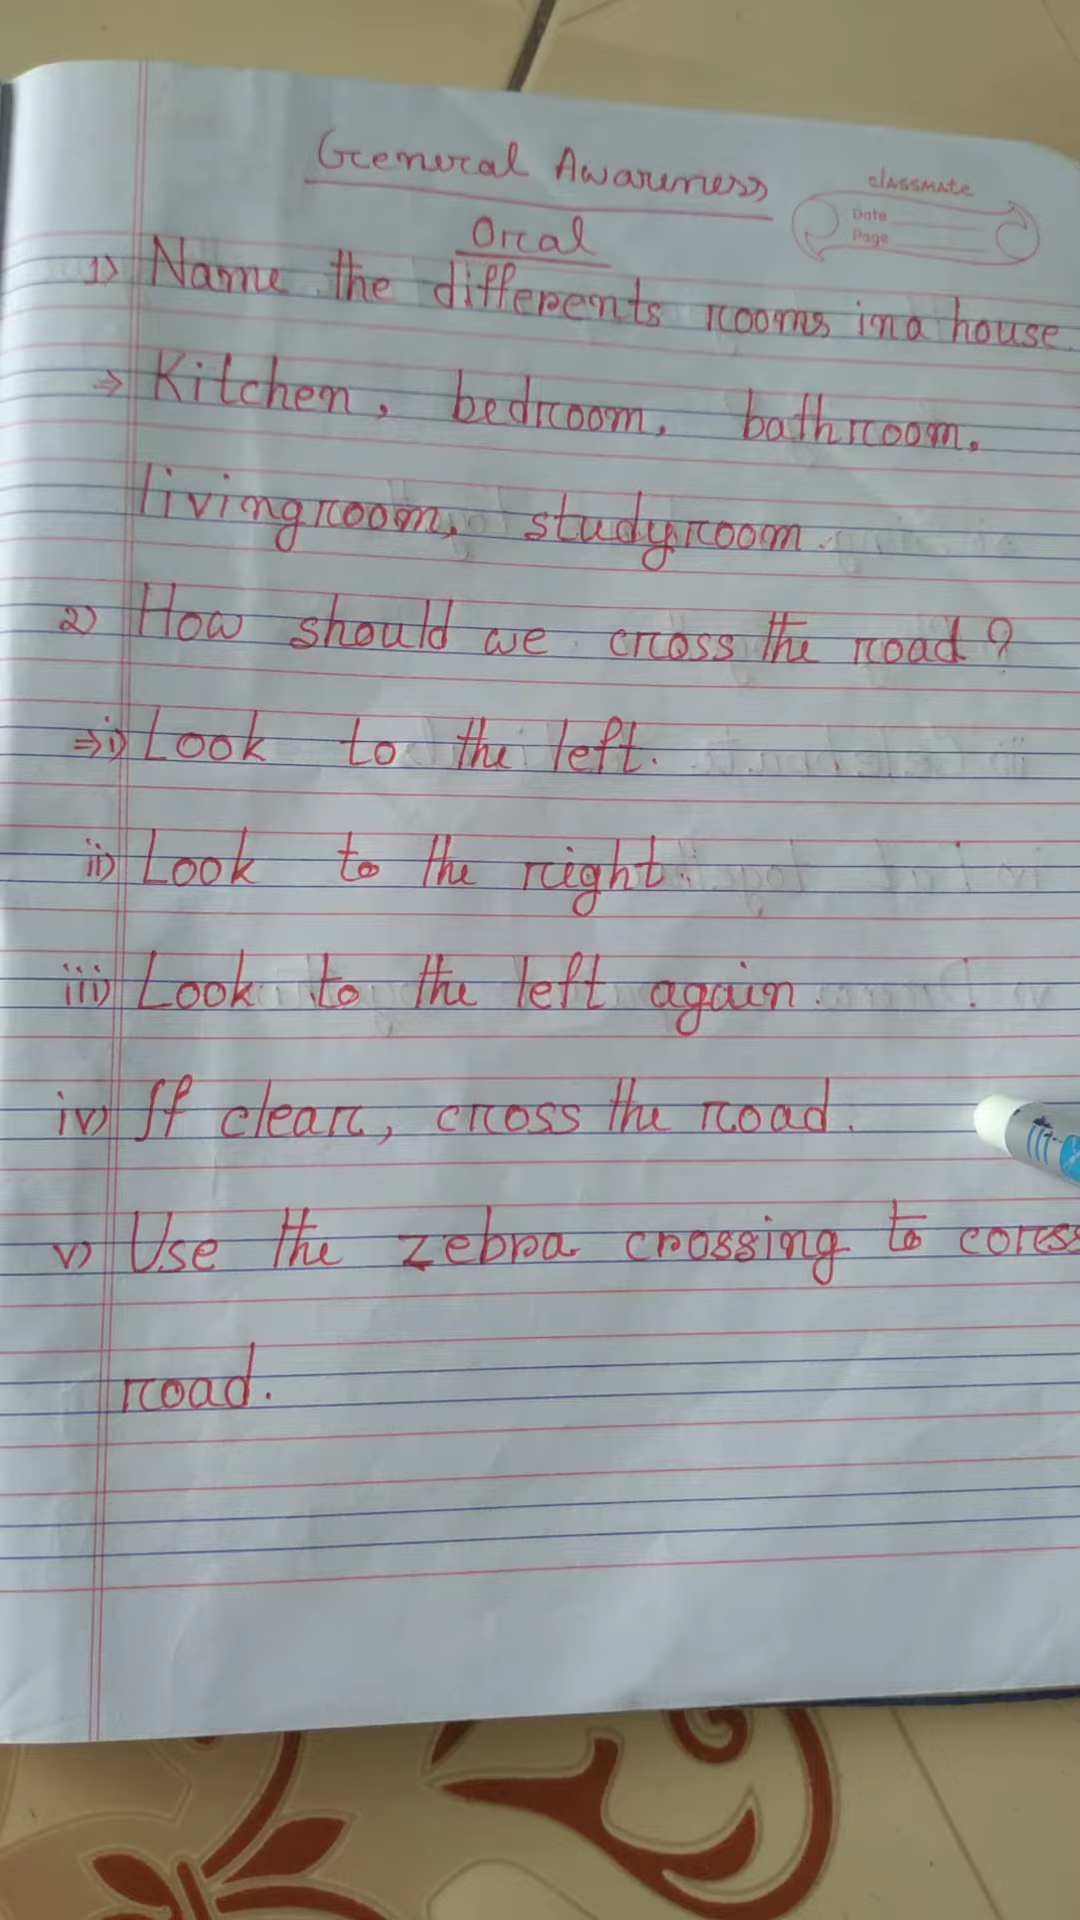 General Awareness
classmate
Date
Page
Oral
1) Name the differents rooms in a house.
⇒ Kitchen, bedroom, bathroom,
livingroom, studyroom.
2) How should we cross the road?
⇒ i) Look to the left.
ii) Look to the right.
iii) Look to the left again.
iv) If clear, cross the road.
v) Use the zebra crossing to coress
road.